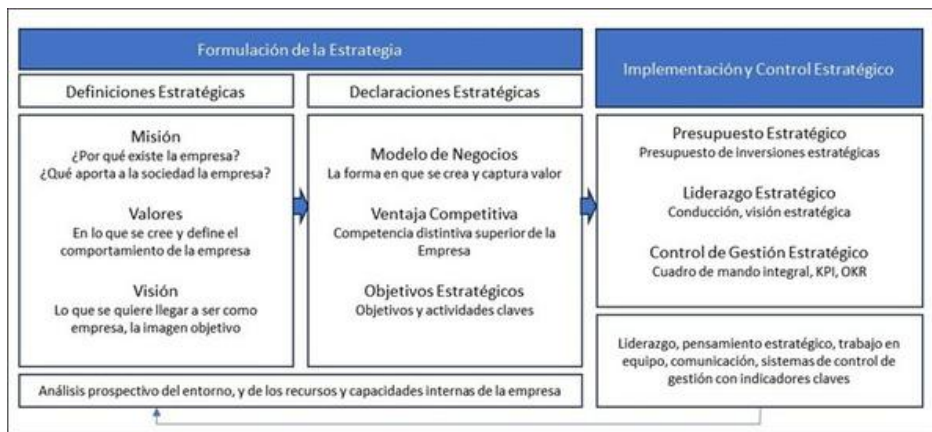 Formulación de la Estrategia
Definiciones Estratégicas
Misión
¿Por qué existe la empresa?
¿Qué aporta a la sociedad la empresa?
Valores
En lo que se cree y define el
comportamiento de la empresa
Visión
Lo que se quiere llegar a ser como
empresa, la imagen objetivo
Declaraciones Estratégicas
Modelo de Negocios
La forma en que se crea y captura valor
Ventaja Competitiva
Competencia distintiva superior de la
Empresa
Objetivos Estratégicos
Objetivos y actividades claves
Análisis prospectivo del entorno, y de los recursos y capacidades internas de la empresa
Implementación y Control Estratégico
Presupuesto Estratégico
Presupuesto de inversiones estratégicas
Liderazgo Estratégico
Conducción, visión estratégica
Control de Gestión Estratégico
Cuadro de mando integral, KPI, OKR
Liderazgo, pensamiento estratégico, trabajo en
equipo, comunicación, sistemas de control de
gestión con indicadores claves